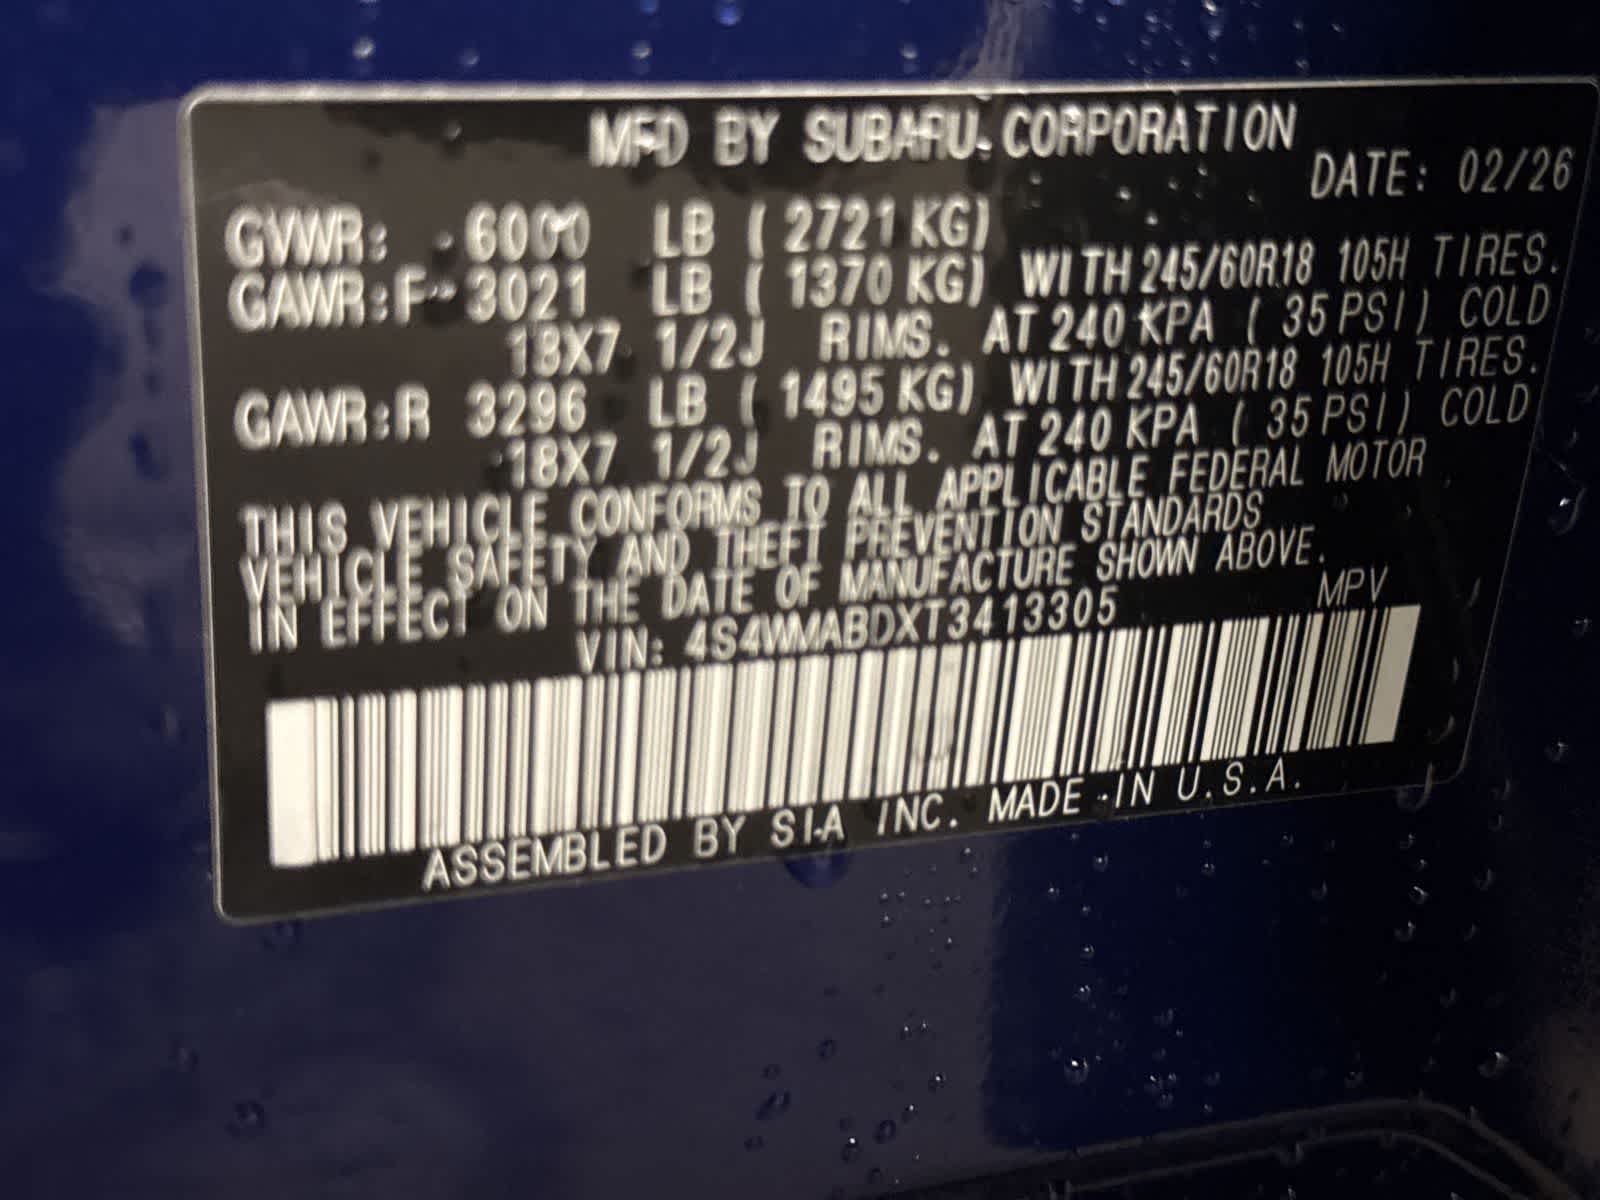 MFD BY SUBARU CORPORATION
DATE: 02/26
GVWR: 6000 LB ( 2721 KG)
GAWR:F 3021 LB ( 1370 KG) WITH 245/60R18 105H TIRES.
18X7 1/2J RIMS. AT 240 KPA ( 35 PSI) COLD
GAWR:R 3296 LB ( 1495 KG) WITH 245/60R18 105H TIRES.
18X7 1/2J RIMS. AT 240 KPA ( 35 PSI) COLD
THIS VEHICLE CONFORMS TO ALL APPLICABLE FEDERAL MOTOR
VEHICLE SAFETY AND THEFT PREVENTION STANDARDS
IN EFFECT ON THE DATE OF MANUFACTURE SHOWN ABOVE.
VIN: 4S4WMABDXT3413305 MPV
ASSEMBLED BY SIA INC. MADE IN U.S.A.